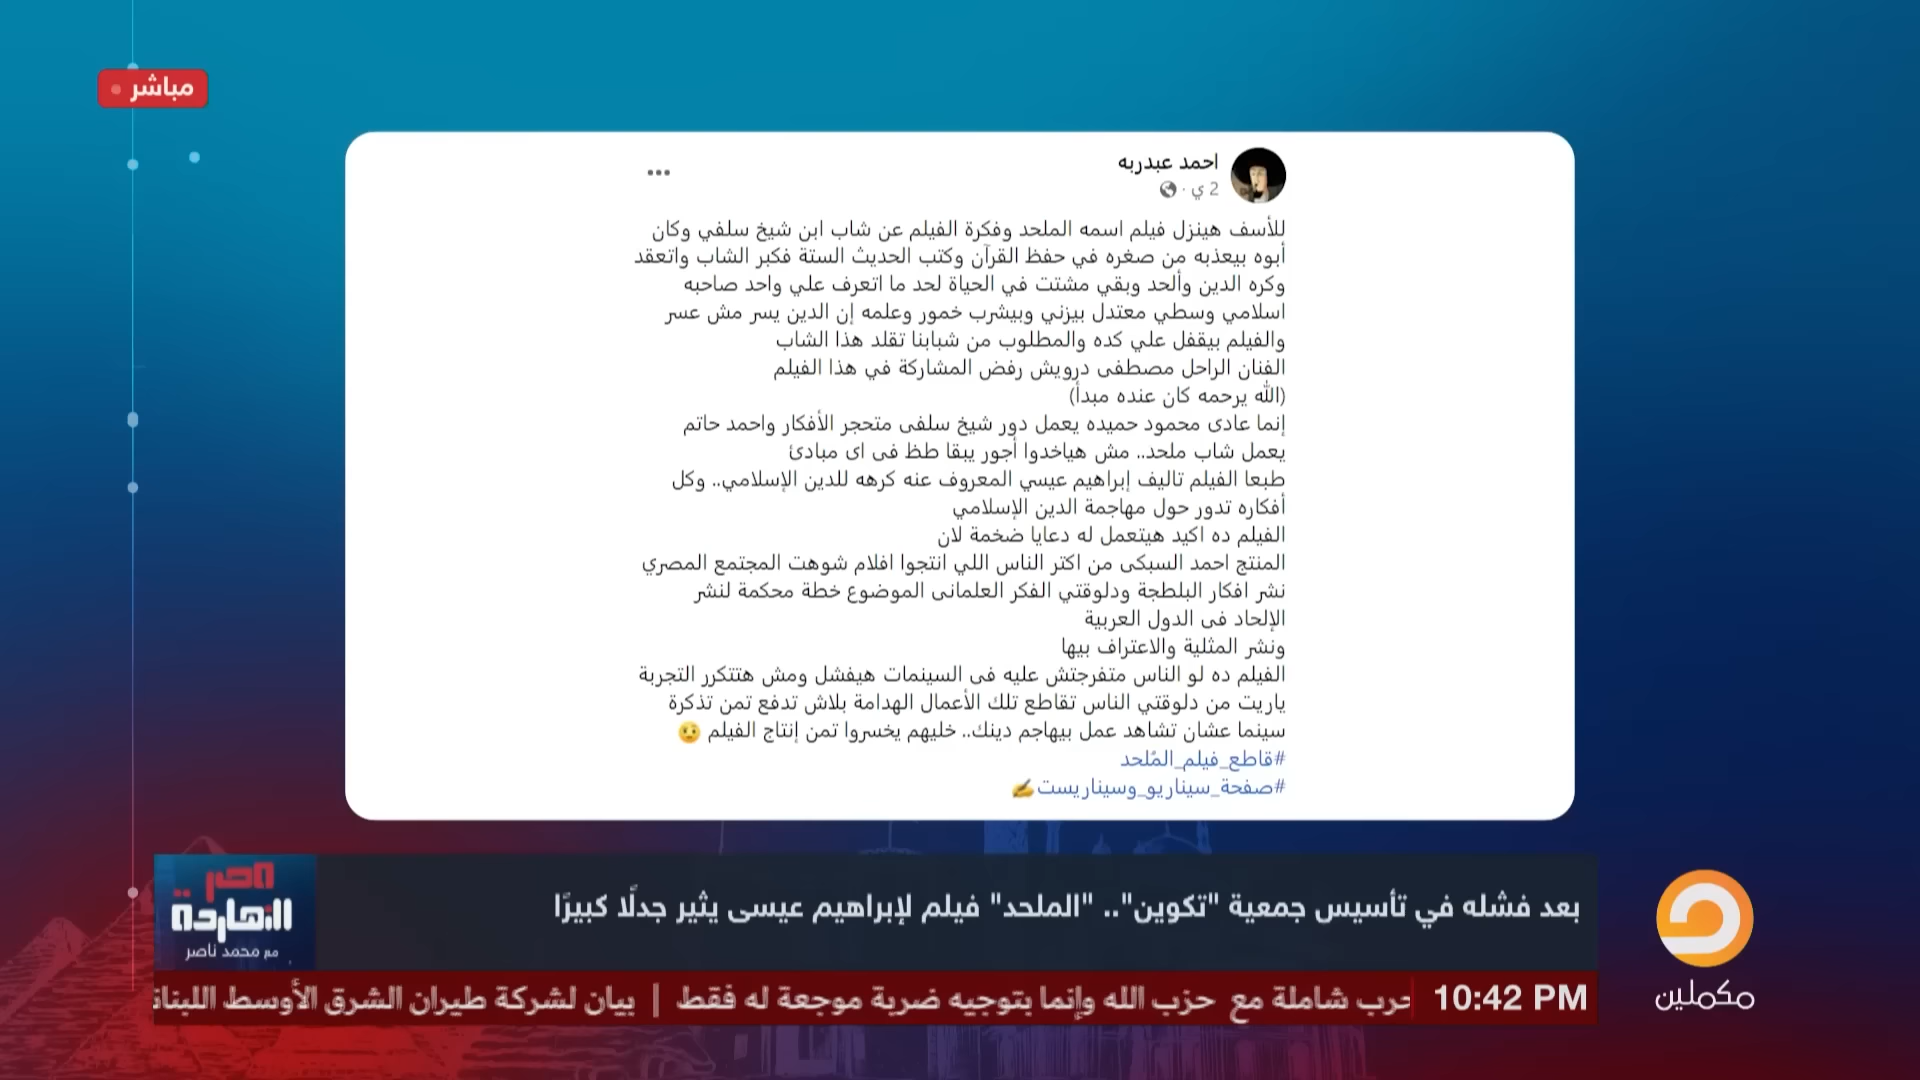 مباشر
احمد عبدربه
2 ي
للأسف هينزل فيلم اسمه الملحد وفكرة الفيلم عن شاب ابن شيخ سلفي وكان
أبوه بيعذبه من صغره في حفظ القرآن وكتب الحديث الستة فكبر الشاب واتعقد
وكره الدين وألحد وبقي مشتت في الحياة لحد ما اتعرف علي واحد صاحبه
اسلامي وسطي معتدل بيزني وبيشرب خمور وعلمه إن الدين يسر مش عسر
والفيلم بيقفل علي كده والمطلوب من شبابنا تقلد هذا الشاب
الفنان الراحل مصطفى درويش رفض المشاركة في هذا الفيلم
(الله يرحمه كان عنده مبدأ)
إنما عادى محمود حميده يعمل دور شيخ سلفى متحجر الأفكار واحمد حاتم
يعمل شاب ملحد.. مش هياخدوا أجور يبقا طظ فى اى مبادئ
طبعا الفيلم تاليف إبراهيم عيسي المعروف عنه كرهه للدين الإسلامي.. وكل
أفكاره تدور حول مهاجمة الدين الإسلامي
الفيلم ده اكيد هيتعمل له دعايا ضخمة لان
المنتج احمد السبكى من اكتر الناس اللي انتجوا افلام شوهت المجتمع المصري
نشر افكار البلطجة ودلوقتي الفكر العلمانى الموضوع خطة محكمة لنشر
الإلحاد فى الدول العربية
ونشر المثلية والاعتراف بيها
الفيلم ده لو الناس متفرجتش عليه فى السينمات هيفشل ومش هتتكرر التجربة
ياريت من دلوقتي الناس تقاطع تلك الأعمال الهدامة بلاش تدفع تمن تذكرة
سينما عشان تشاهد عمل بيهاجم دينك.. خليهم يخسروا تمن إنتاج الفيلم 🤨
#قاطع_فيلم_المُلحد
#صفحة_سيناريو_وسيناريست✍️
بعد فشله في تأسيس جمعية "تكوين".. "الملحد" فيلم لإبراهيم عيسى يثير جدلًا كبيرًا
مصر
النهاردة
مع محمد ناصر
مكملين
10:42 PM
حرب شاملة مع حزب الله وإنما بتوجيه ضربة موجعة له فقط | بيان لشركة طيران الشرق الأوسط